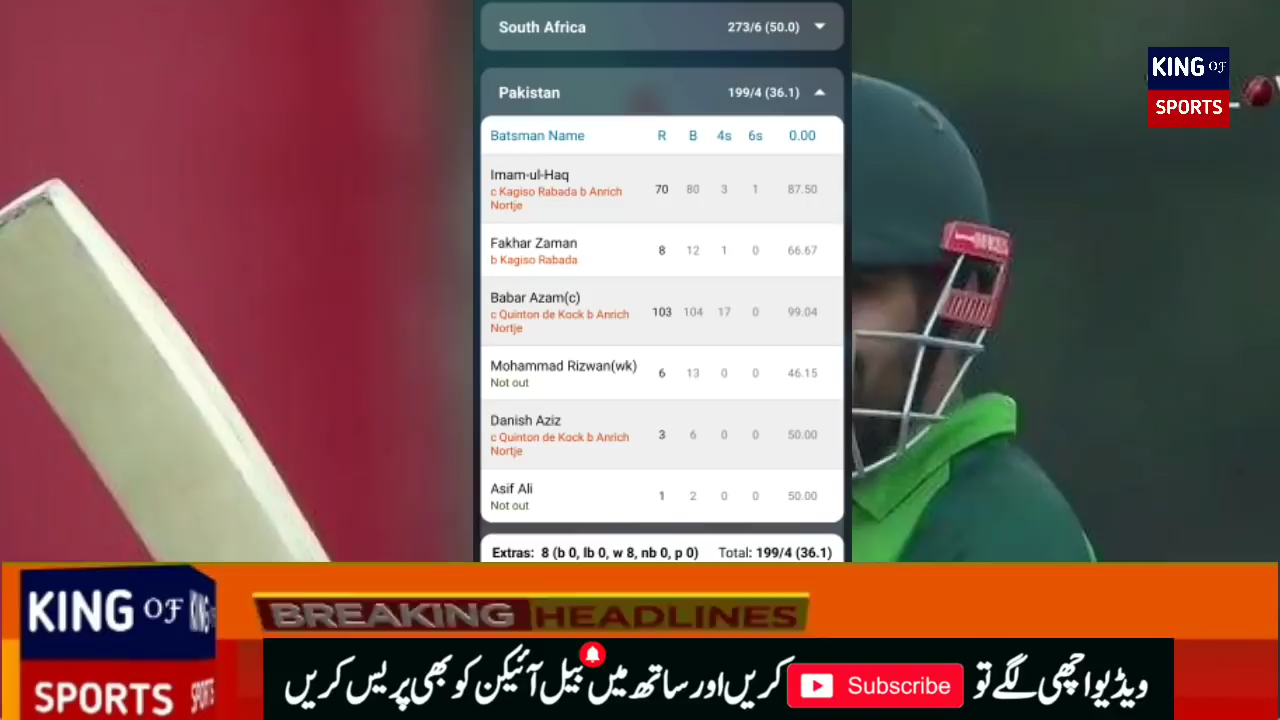 South Africa 273/6 (50.0)
KING OF
SPORTS
Pakistan 199/4 (36.1)
Batsman Name R B 4s 6s 0.00
Imam-ul-Haq
c Kagiso Rabada b Anrich
Nortje
70 80 3 1 87.50
Fakhar Zaman
b Kagiso Rabada
8 12 1 0 66.67
Babar Azam(c)
c Quinton de Kock b Anrich
Nortje
103 104 17 0 99.04
Mohammad Rizwan(wk)
Not out
6 13 0 0 46.15
Danish Aziz
c Quinton de Kock b Anrich
Nortje
3 6 0 0 50.00
Asif Ali
Not out
1 2 0 0 50.00
Extras: 8 (b 0, lb 0, w 8, nb 0, p 0) Total: 199/4 (36.1)
KING OF
SPORTS
BREAKING HEADLINES
ویڈیو اچھی لگے تو Subscribe کریں اور ساتھ میں بیل آئیکن کو بھی پریس کریں